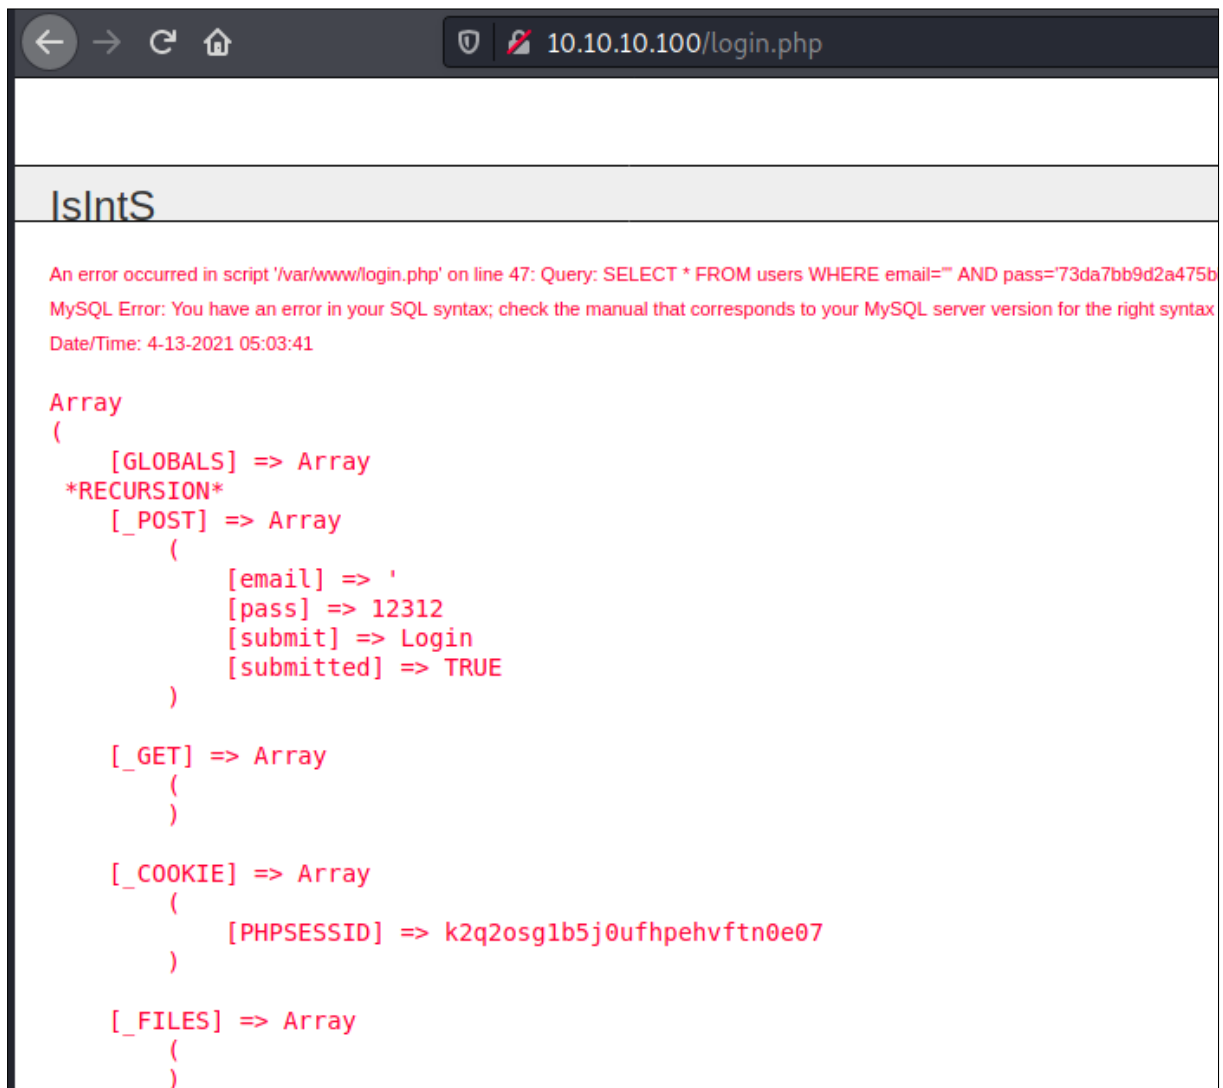 10.10.10.100/login.php
IsIntS
An error occurred in script '/var/www/login.php' on line 47: Query: SELECT * FROM users WHERE email=''' AND pass='73da7bb9d2a475b
MySQL Error: You have an error in your SQL syntax; check the manual that corresponds to your MySQL server version for the right syntax
Date/Time: 4-13-2021 05:03:41
Array
(
[GLOBALS] => Array
*RECURSION*
[_POST] => Array
(
[email] => '
[pass] => 12312
[submit] => Login
[submitted] => TRUE
)
[_GET] => Array
(
)
[_COOKIE] => Array
(
[PHPSESSID] => k2q2osg1b5j0ufhpehvftn0e07
)
[_FILES] => Array
(
)